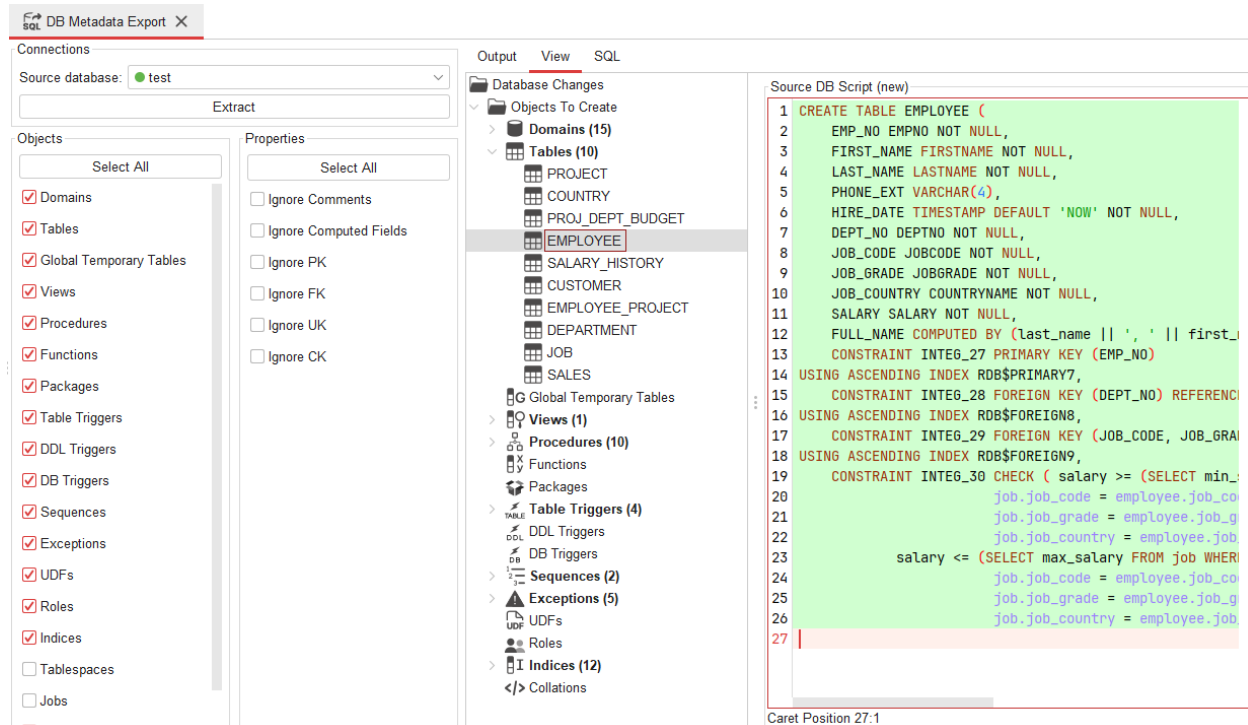 SQL DB Metadata Export
Connections
Source database: test
Extract
Objects
Select All
Domains
Tables
Global Temporary Tables
Views
Procedures
Functions
Packages
Table Triggers
DDL Triggers
DB Triggers
Sequences
Exceptions
UDFs
Roles
Indices
Tablespaces
Jobs
Properties
Select All
Ignore Comments
Ignore Computed Fields
Ignore PK
Ignore FK
Ignore UK
Ignore CK
Output View SQL
Database Changes
Objects To Create
Domains (15)
Tables (10)
PROJECT
COUNTRY
PROJ_DEPT_BUDGET
EMPLOYEE
SALARY_HISTORY
CUSTOMER
EMPLOYEE_PROJECT
DEPARTMENT
JOB
SALES
G Global Temporary Tables
Views (1)
Procedures (10)
Functions
Packages
TABLE Table Triggers (4)
DDL DDL Triggers
DB DB Triggers
Sequences (2)
Exceptions (5)
UDF UDFs
Roles
Indices (12)
</> Collations
Source DB Script (new)
1 CREATE TABLE EMPLOYEE (
2 EMP_NO EMPNO NOT NULL,
3 FIRST_NAME FIRSTNAME NOT NULL,
4 LAST_NAME LASTNAME NOT NULL,
5 PHONE_EXT VARCHAR(4),
6 HIRE_DATE TIMESTAMP DEFAULT 'NOW' NOT NULL,
7 DEPT_NO DEPTNO NOT NULL,
8 JOB_CODE JOBCODE NOT NULL,
9 JOB_GRADE JOBGRADE NOT NULL,
10 JOB_COUNTRY COUNTRYNAME NOT NULL,
11 SALARY SALARY NOT NULL,
12 FULL_NAME COMPUTED BY (last_name || ', ' || first_
13 CONSTRAINT INTEG_27 PRIMARY KEY (EMP_NO)
14 USING ASCENDING INDEX RDB$PRIMARY7,
15 CONSTRAINT INTEG_28 FOREIGN KEY (DEPT_NO) REFERENC
16 USING ASCENDING INDEX RDB$FOREIGN8,
17 CONSTRAINT INTEG_29 FOREIGN KEY (JOB_CODE, JOB_GRA
18 USING ASCENDING INDEX RDB$FOREIGN9,
19 CONSTRAINT INTEG_30 CHECK ( salary >= (SELECT min_
20 job.job_code = employee.job_co
21 job.job_grade = employee.job_g
22 job.job_country = employee.job_
23 salary <= (SELECT max_salary FROM job WHER
24 job.job_code = employee.job_co
25 job.job_grade = employee.job_g
26 job.job_country = employee.job_
27
Caret Position 27:1